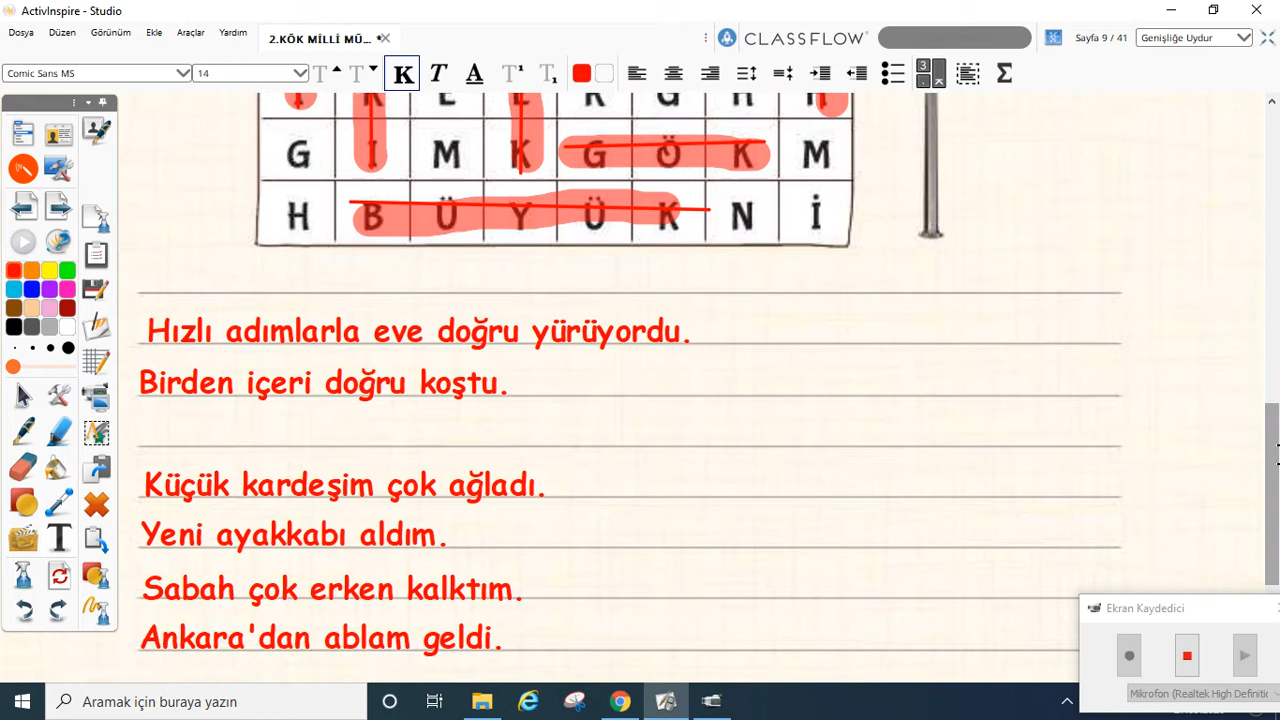 ActivInspire - Studio
Dosya Düzen Görünüm Ekle Araçlar Yardım
2.KÖK MİLLİ MÜ...
CLASSFLOW
Sayfa 9 / 41
Genişliğe Uydur
Comic Sans MS
14
G İ M K G Ö K M
H B Ü Y Ü K N İ
Hızlı adımlarla eve doğru yürüyordu.
Birden içeri doğru koştu.
Küçük kardeşim çok ağladı.
Yeni ayakkabı aldım.
Sabah çok erken kalktım.
Ankara'dan ablam geldi.
Ekran Kaydedici
Mikrofon (Realtek High Definitic
Aramak için buraya yazın